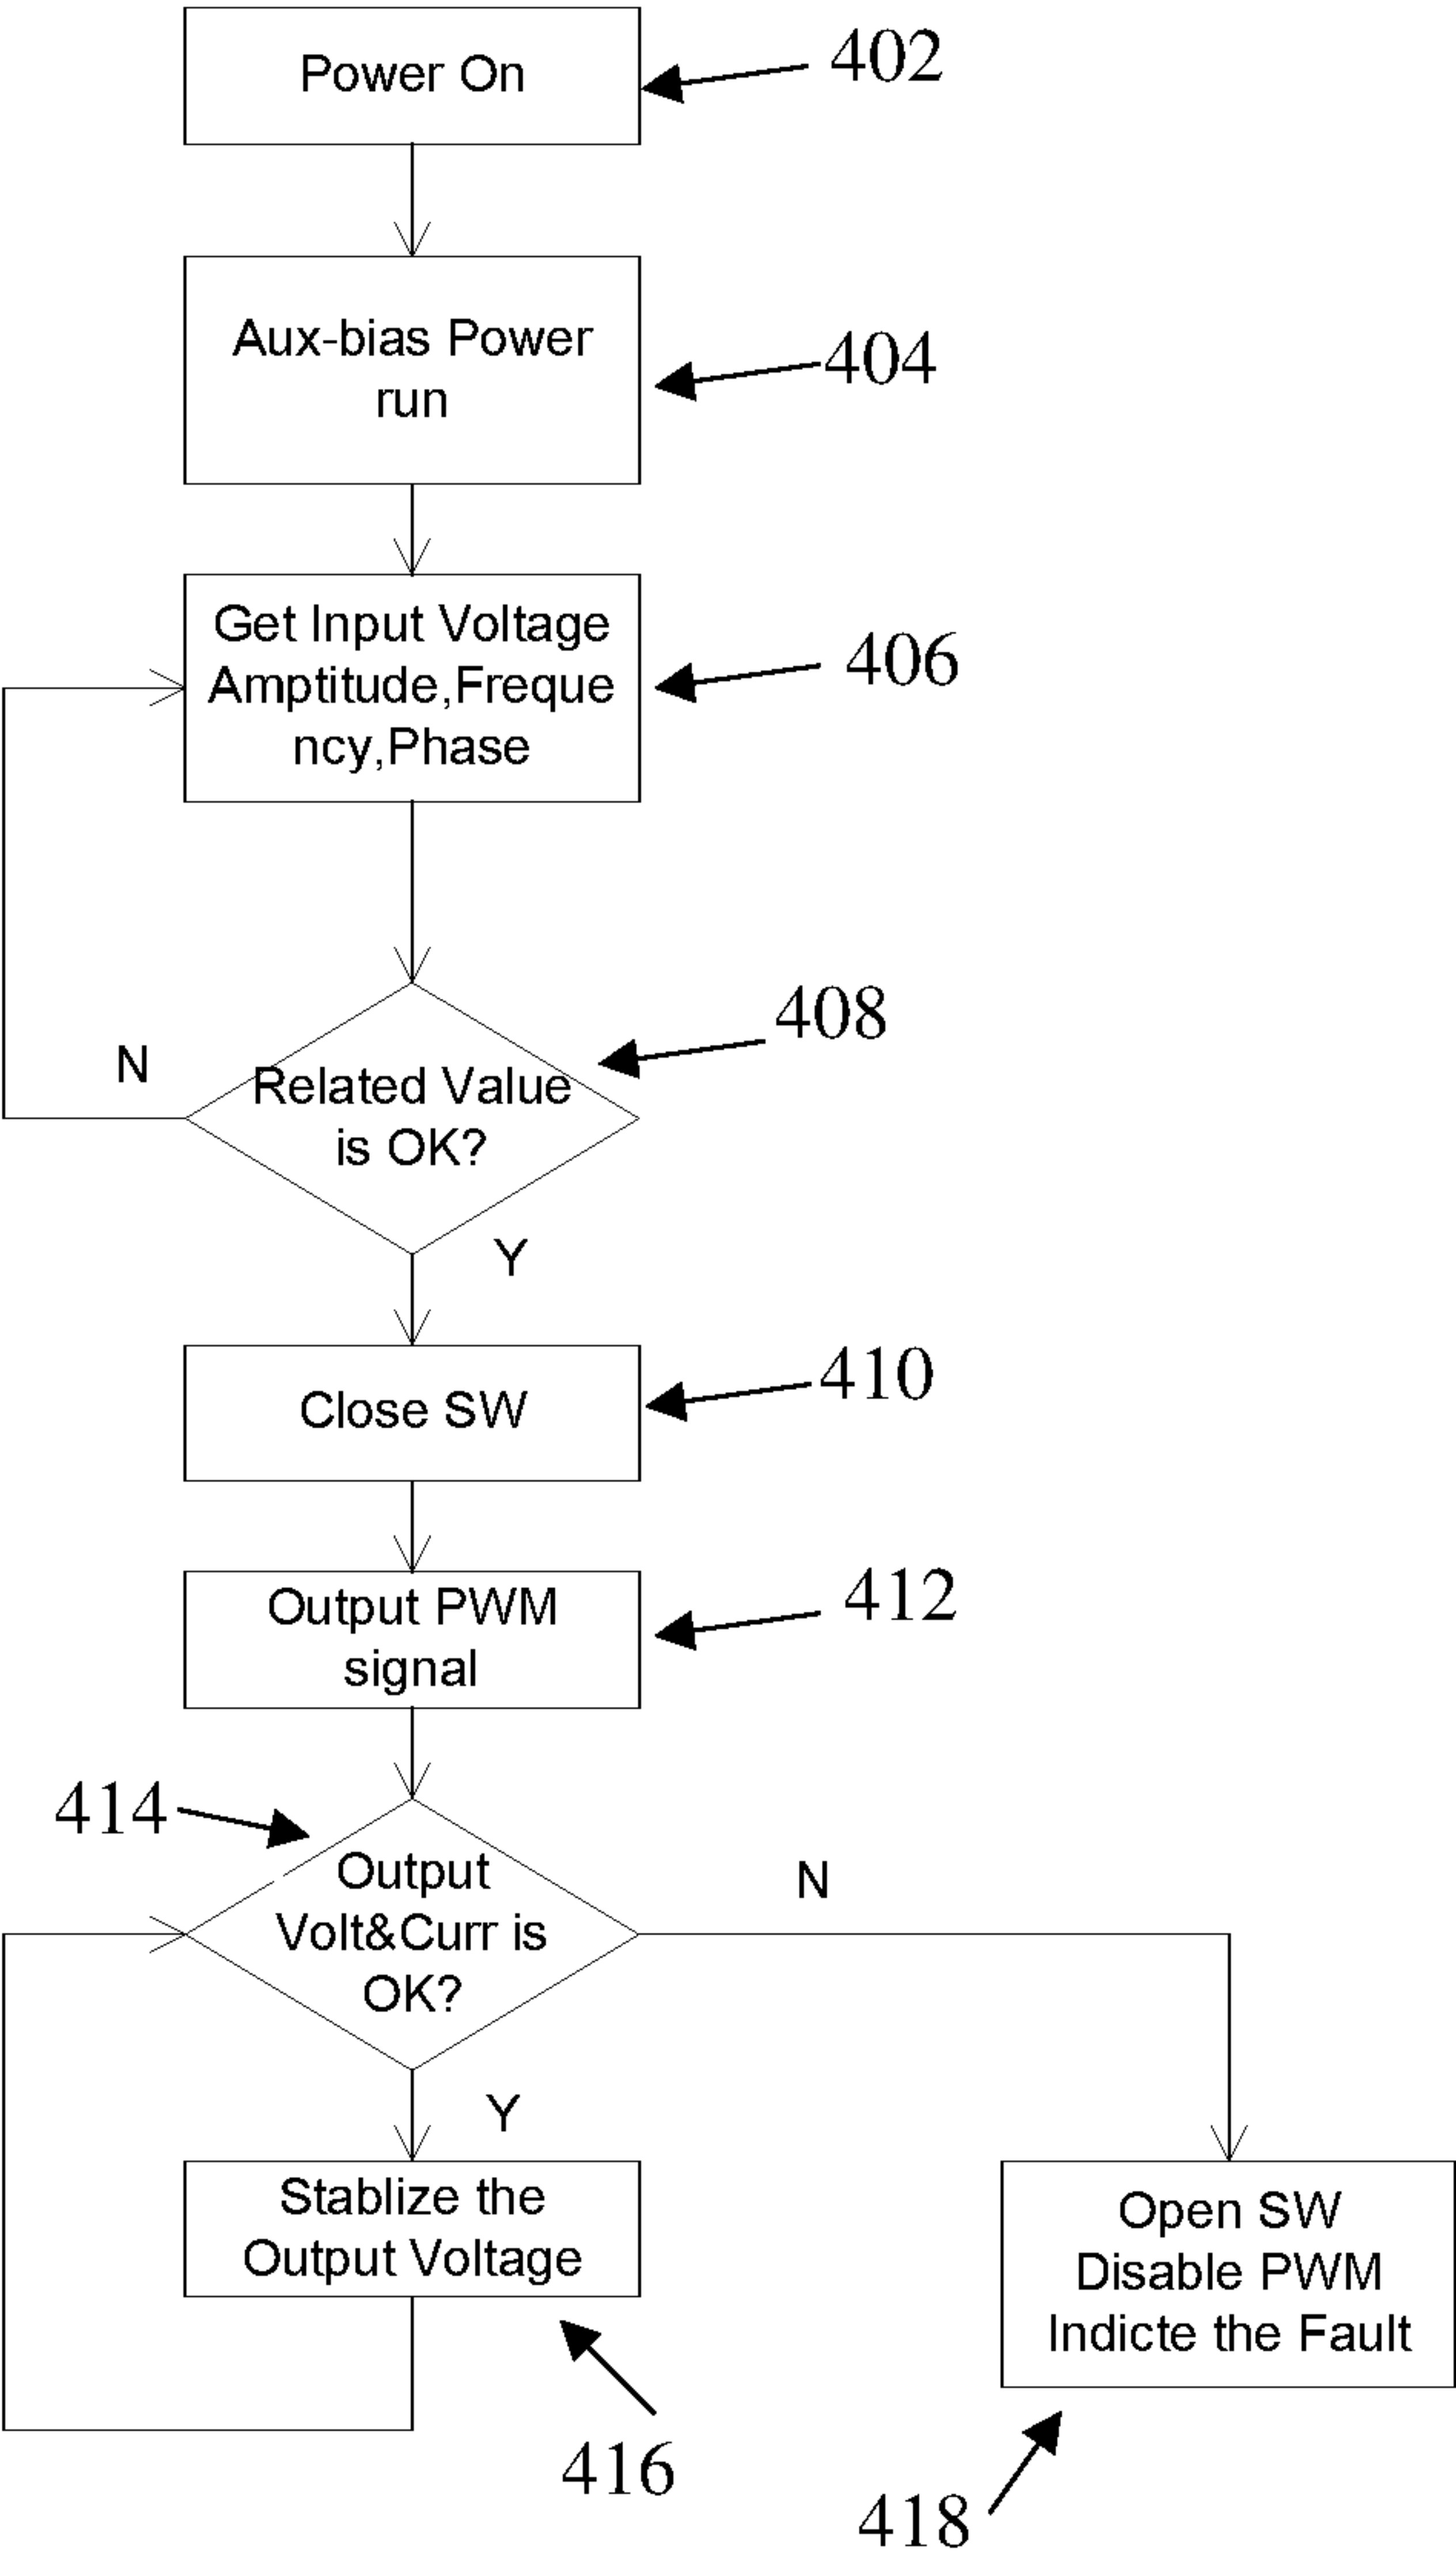 Power On
402
Aux-bias Power
run
404
Get Input Voltage
Amptitude,Freque
ncy,Phase
406
408
N
Related Value
is OK?
Y
Close SW
410
Output PWM
signal
412
414
Output
Volt&Curr is
OK?
N
Y
Stablize the
Output Voltage
416
Open SW
Disable PWM
Indicte the Fault
418